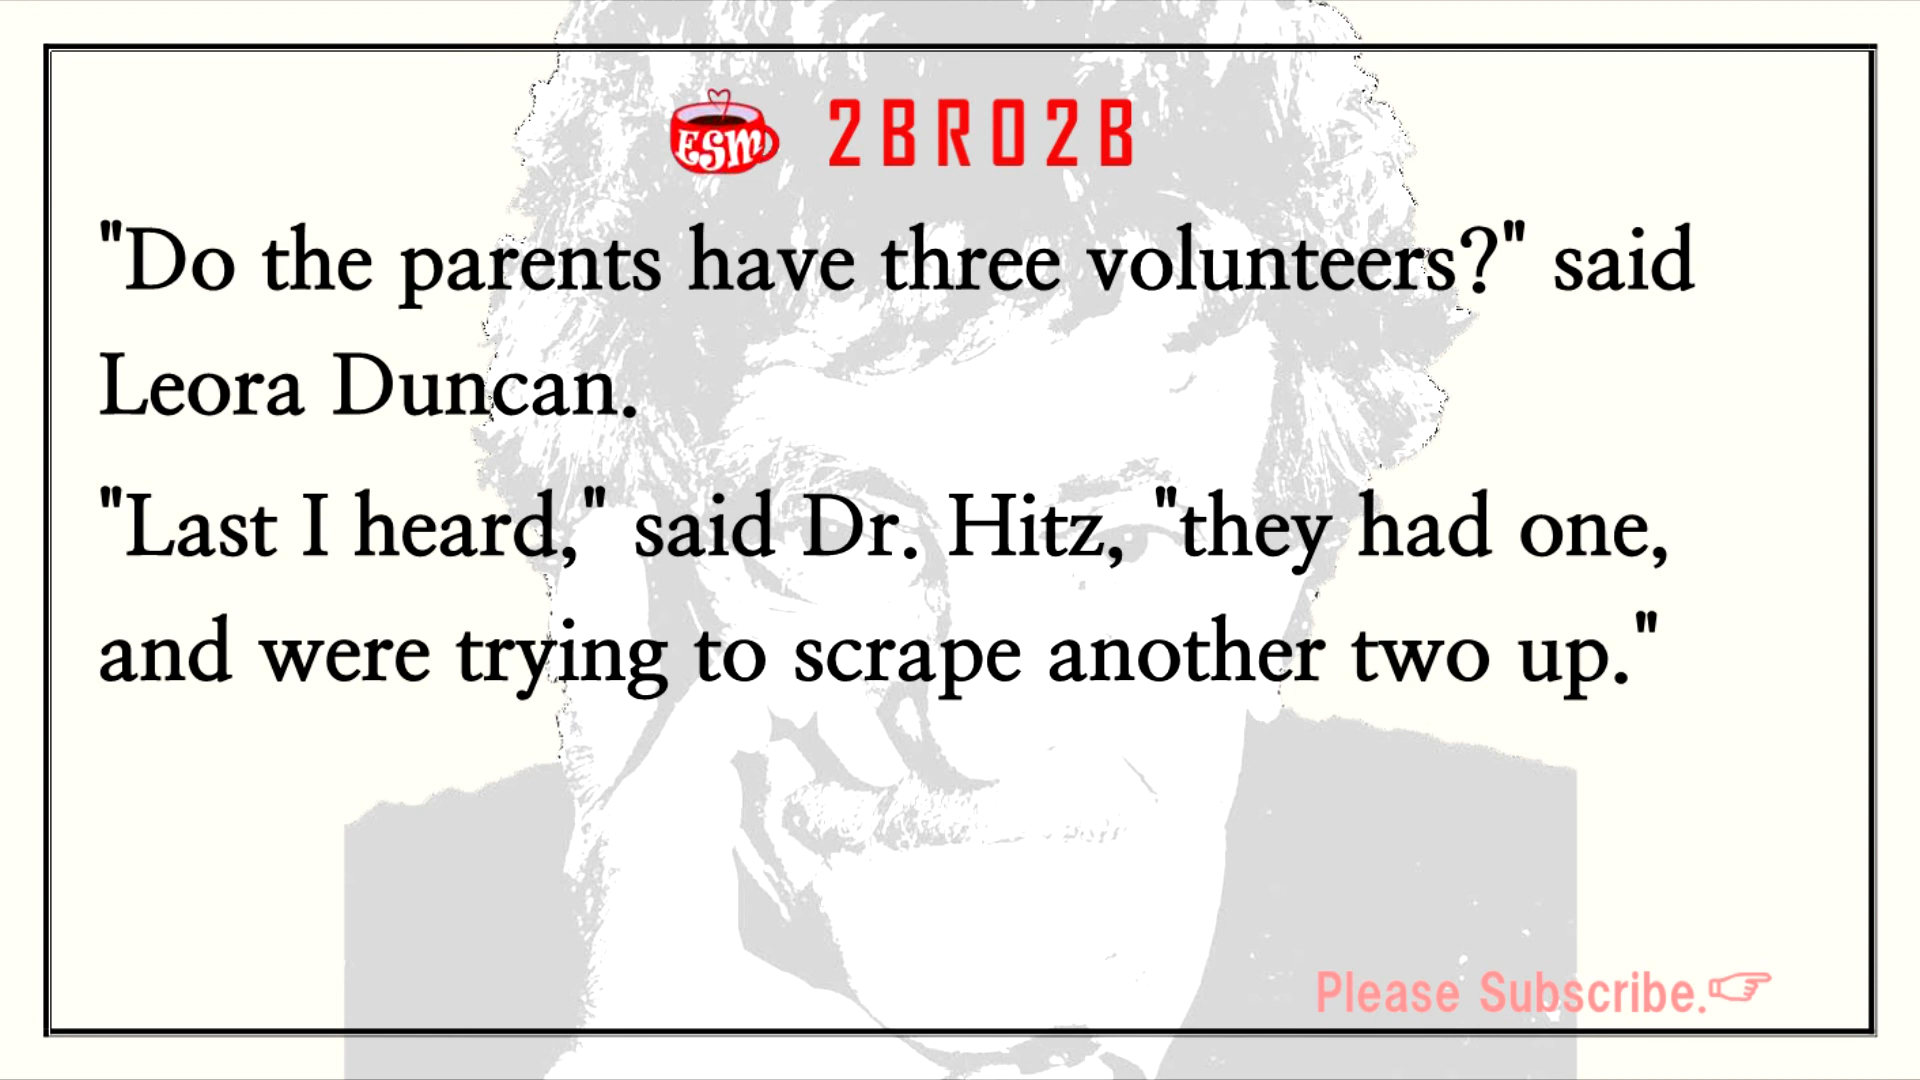 ESM 2BR02B
"Do the parents have three volunteers?" said
Leora Duncan.
"Last I heard," said Dr. Hitz, "they had one,
and were trying to scrape another two up."
Please Subscribe.